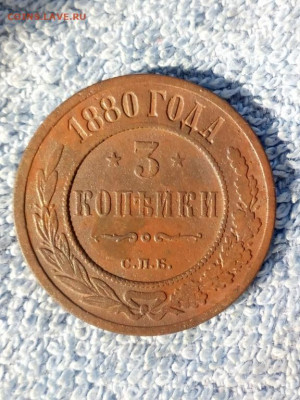 COINS.LAVE.RU
1880 ГОДА
3
КОПѢЙКИ
С.П.Б.